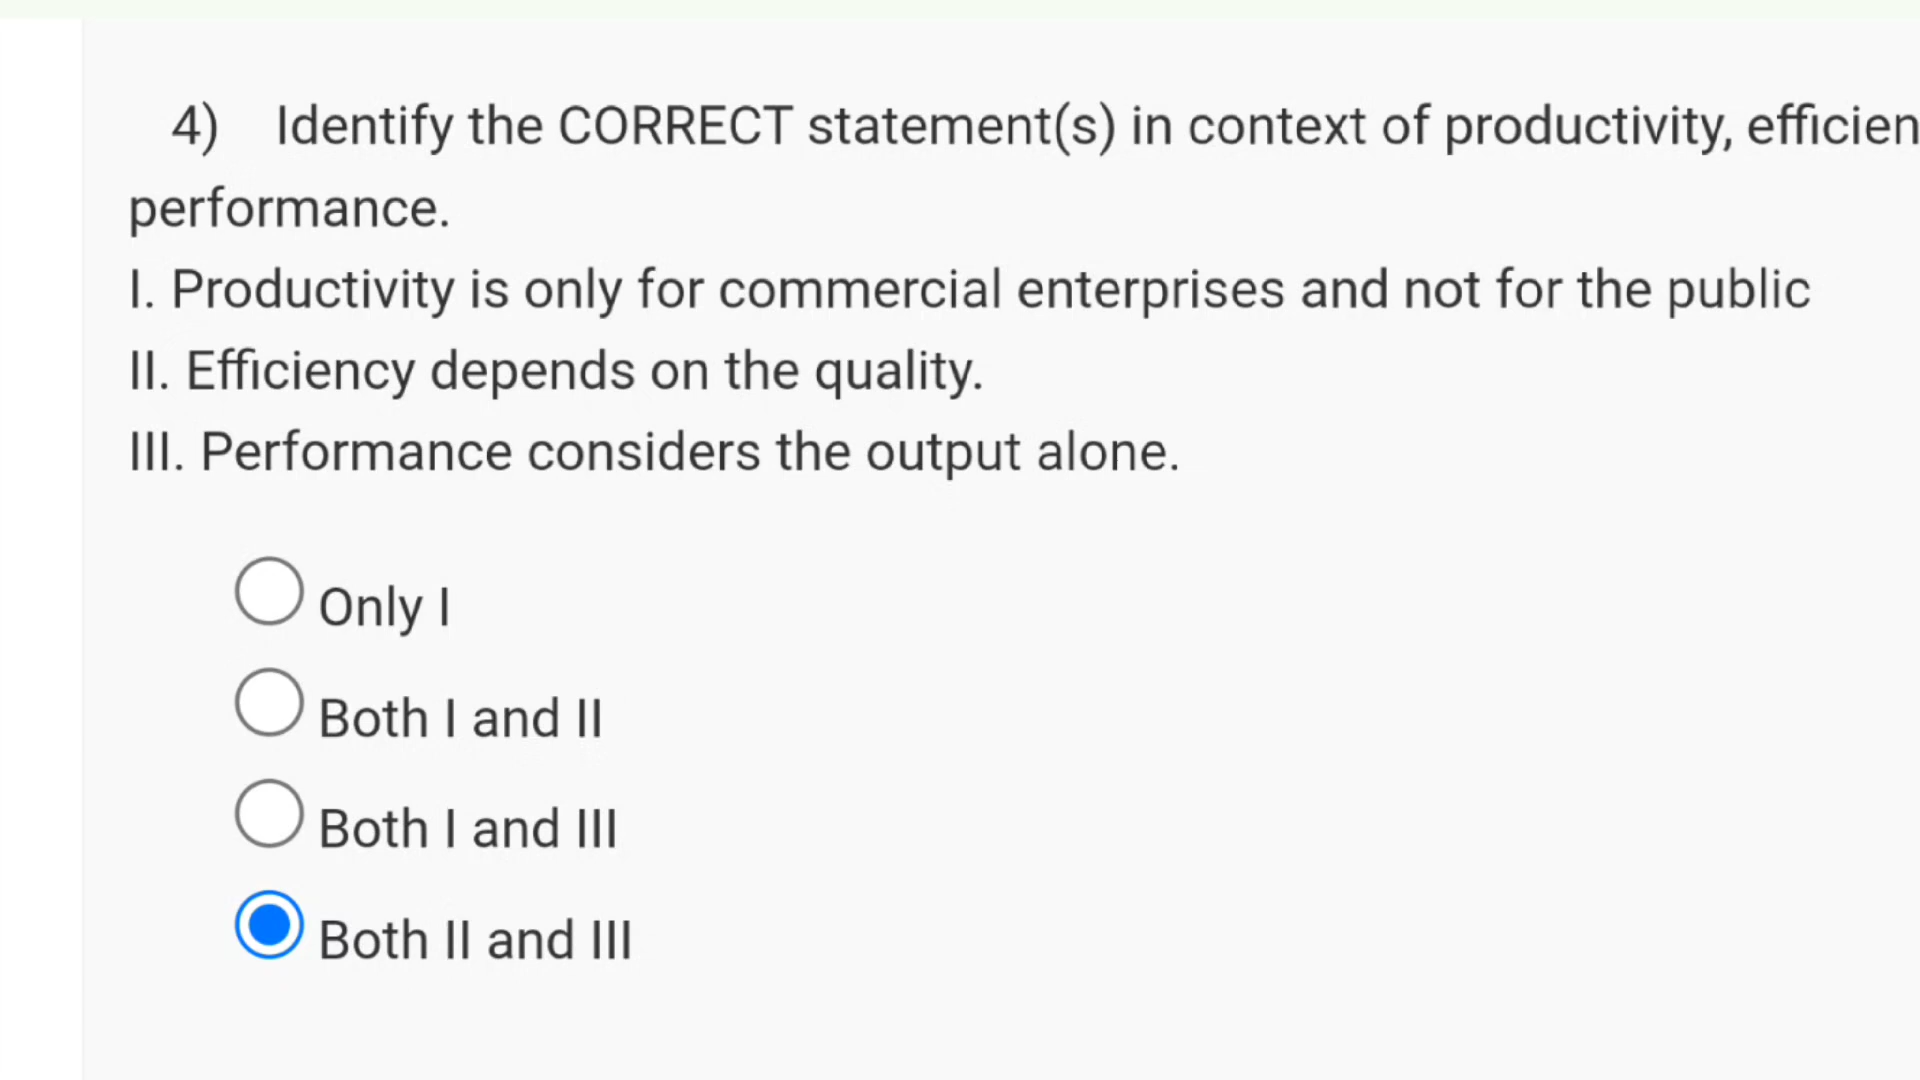 4) Identify the CORRECT statement(s) in context of productivity, efficien
performance.
I. Productivity is only for commercial enterprises and not for the public
II. Efficiency depends on the quality.
III. Performance considers the output alone.
Only I
Both I and II
Both I and III
Both II and III